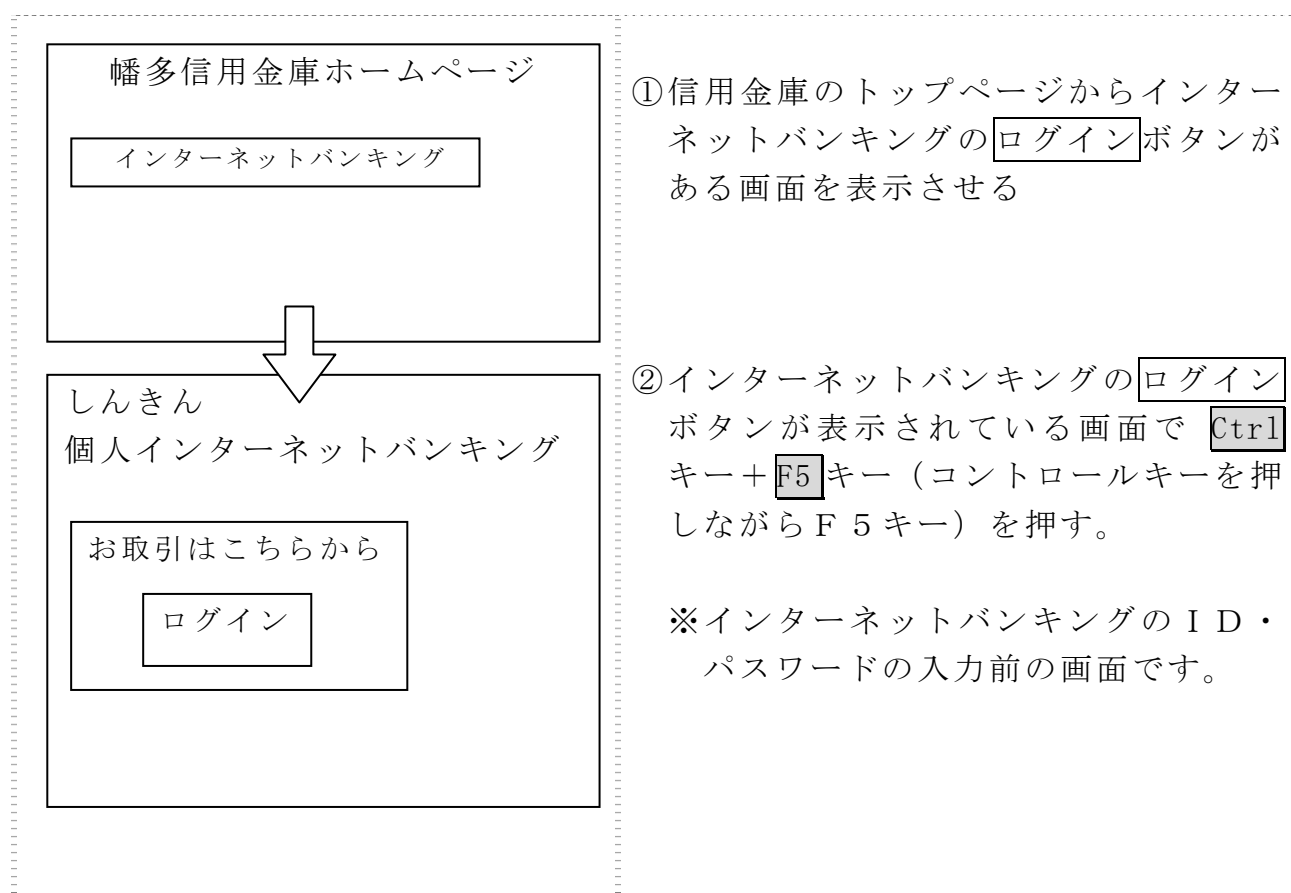 幡多信用金庫ホームページ
インターネットバンキング
しんきん
個人インターネットバンキング
お取引はこちらから
ログイン
①信用金庫のトップページからインター
ネットバンキングのログインボタンが
ある画面を表示させる
②インターネットバンキングのログイン
ボタンが表示されている画面で Ctrl
キー+F5キー(コントロールキーを押
しながらF5キー)を押す。
※インターネットバンキングのID・
パスワードの入力前の画面です。